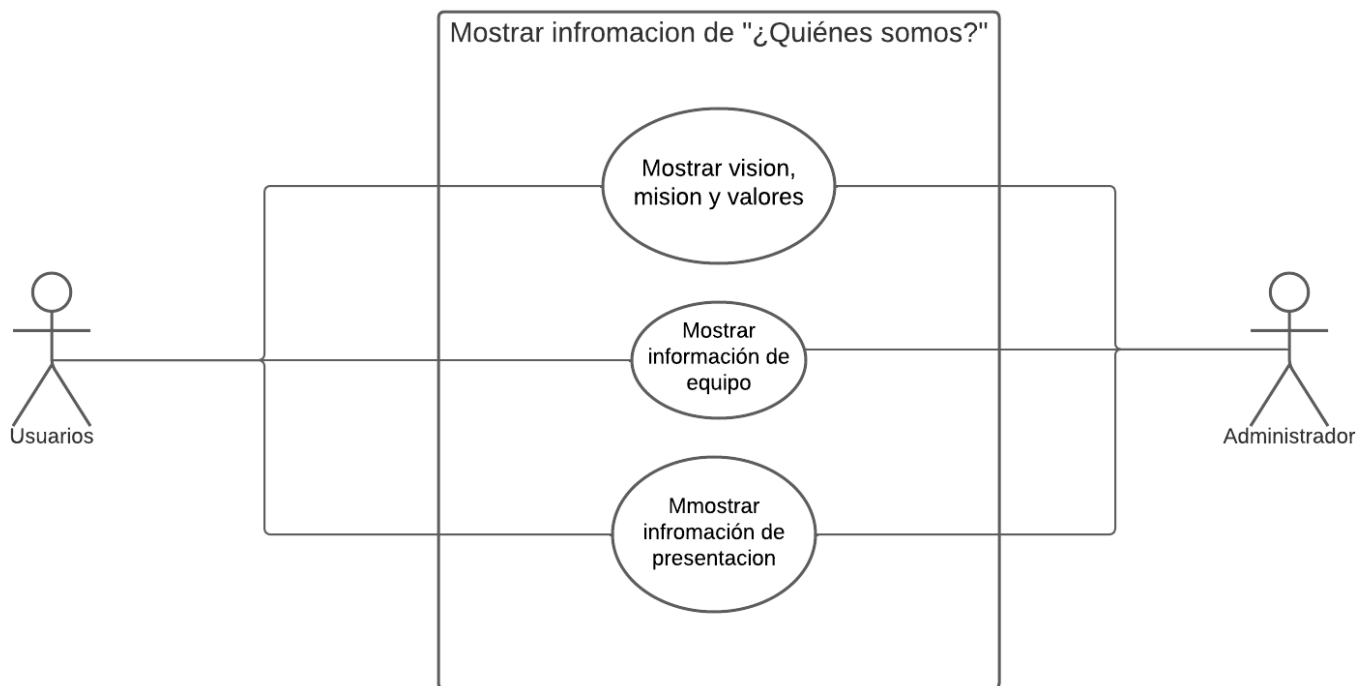 Mostrar infromacion de "¿Quiénes somos?"
Mostrar vision,
mision y valores
Mostrar
información de
equipo
Usuarios
Administrador
Mmostrar
infromación de
presentacion